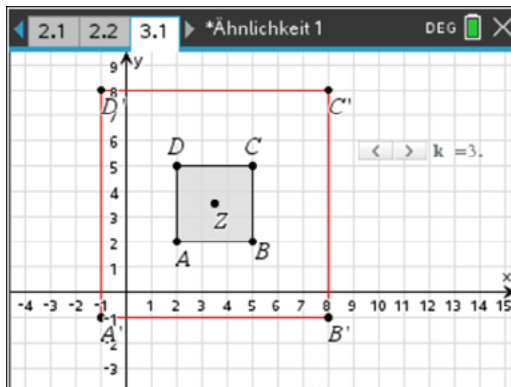 2.1 2.2 3.1 *Ähnlichkeit 1 DEG
9 y
D' 8 C'
7
6
D C
5
k =3.
4
3
Z
2
A B
1
x
-4 -3 -2 -1 1 2 3 4 5 6 7 8 9 10 11 12 13 14 15
A' -1 B'
-2
-3